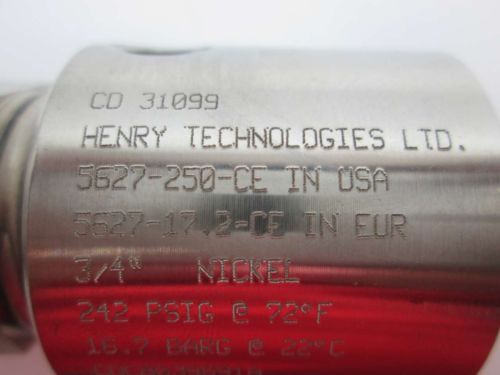 CD 31099
HENRY TECHNOLOGIES LTD.
5627-250-CE IN USA
5627-17.2-CE IN EUR
3/4" NICKEL
242 PSIG @ 72°F
16.7 BARG @ 22°C